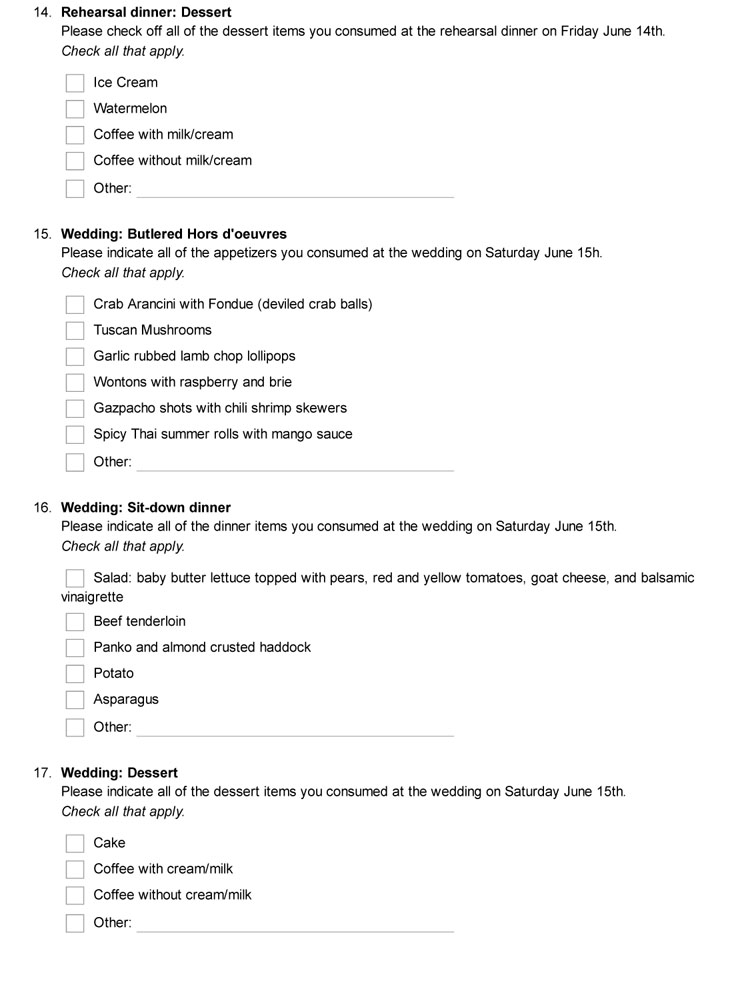 14. Rehearsal dinner: Dessert
Please check off all of the dessert items you consumed at the rehearsal dinner on Friday June 14th.
Check all that apply.
Ice Cream
Watermelon
Coffee with milk/cream
Coffee without milk/cream
Other:
15. Wedding: Butlered Hors d'oeuvres
Please indicate all of the appetizers you consumed at the wedding on Saturday June 15h.
Check all that apply.
Crab Arancini with Fondue (deviled crab balls)
Tuscan Mushrooms
Garlic rubbed lamb chop lollipops
Wontons with raspberry and brie
Gazpacho shots with chili shrimp skewers
Spicy Thai summer rolls with mango sauce
Other:
16. Wedding: Sit-down dinner
Please indicate all of the dinner items you consumed at the wedding on Saturday June 15th.
Check all that apply.
Salad: baby butter lettuce topped with pears, red and yellow tomatoes, goat cheese, and balsamic
vinaigrette
Beef tenderloin
Panko and almond crusted haddock
Potato
Asparagus
Other:
17. Wedding: Dessert
Please indicate all of the dessert items you consumed at the wedding on Saturday June 15th.
Check all that apply.
Cake
Coffee with cream/milk
Coffee without cream/milk
Other: